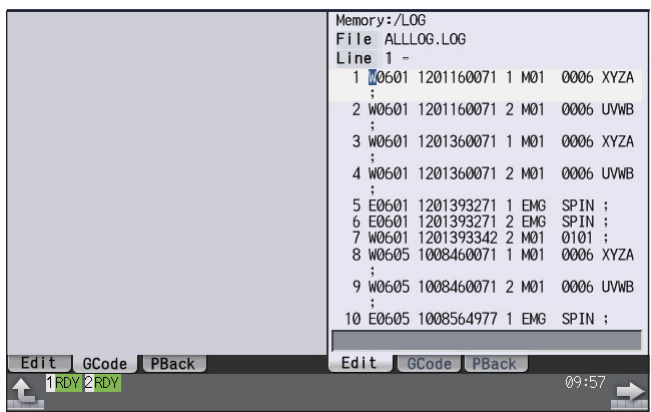 Memory:/LOG
File ALLLOG.LOG
Line 1 -
1 W0601 1201160071 1 M01 0006 XYZA
;
2 W0601 1201160071 2 M01 0006 UVWB
;
3 W0601 1201360071 1 M01 0006 XYZA
;
4 W0601 1201360071 2 M01 0006 UVWB
;
5 E0601 1201393271 1 EMG SPIN ;
6 E0601 1201393271 2 EMG SPIN ;
7 W0601 1201393342 2 M01 0101 ;
8 W0605 1008460071 1 M01 0006 XYZA
;
9 W0605 1008460071 2 M01 0006 UVWB
;
10 E0605 1008564977 1 EMG SPIN ;
Edit GCode PBack
Edit GCode PBack
1 RDY 2 RDY
09:57